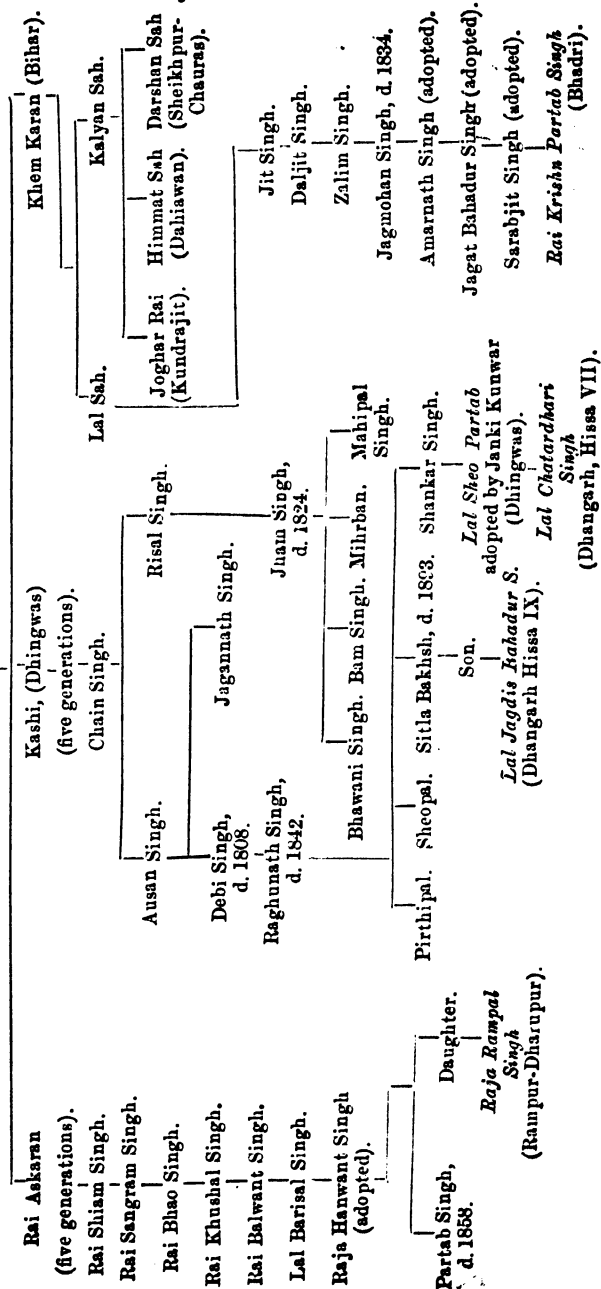 Rai Askaran
(five generations).
Rai Shiam Singh.
Rai Sangram Singh.
Rai Bhao Singh.
Rai Khushal Singh.
Rai Balwant Singh.
Lal Barisal Singh.
Raja Hanwant Singh
(adopted).
Partab Singh,
d. 1858.
Daughter.
Raja Rampal
Singh
(Rampur-Dharupur).
Kashi, (Dhingwas)
(five generations).
Chain Singh.
Ausan Singh.
Risal Singh.
Debi Singh,
d. 1808.
Jagannath Singh.
Raghunath Singh,
d. 1842.
Jham Singh,
d. 1824.
Bhawani Singh. Bam Singh. Mihrban. Mahipal
Singh.
Pirthipal. Sheopal. Sitla Bakhsh, d. 1893. Shankar Singh.
Son.
Lal Jagdis Bahadur S.
(Dhangarh Hissa IX).
Lal Sheo Partab
adopted by Janki Kunwar
(Dhingwas).
Lal Chatardhari
Singh
(Dhangarh, Hissa VII).
Khem Karan (Bihar).
Lal Sah.
Kalyan Sah.
Joghar Rai
(Kundrajit).
Himmat Sah
(Dahiawan).
Darshan Sah
(Sheikhpur-
Chauras).
Jit Singh.
Daljit Singh.
Zalim Singh.
Jagmohan Singh, d. 1834.
Amarnath Singh (adopted).
Jagat Bahadur Singh (adopted).
Sarabjit Singh (adopted).
Rai Krishn Partab Singh
(Bhadri).